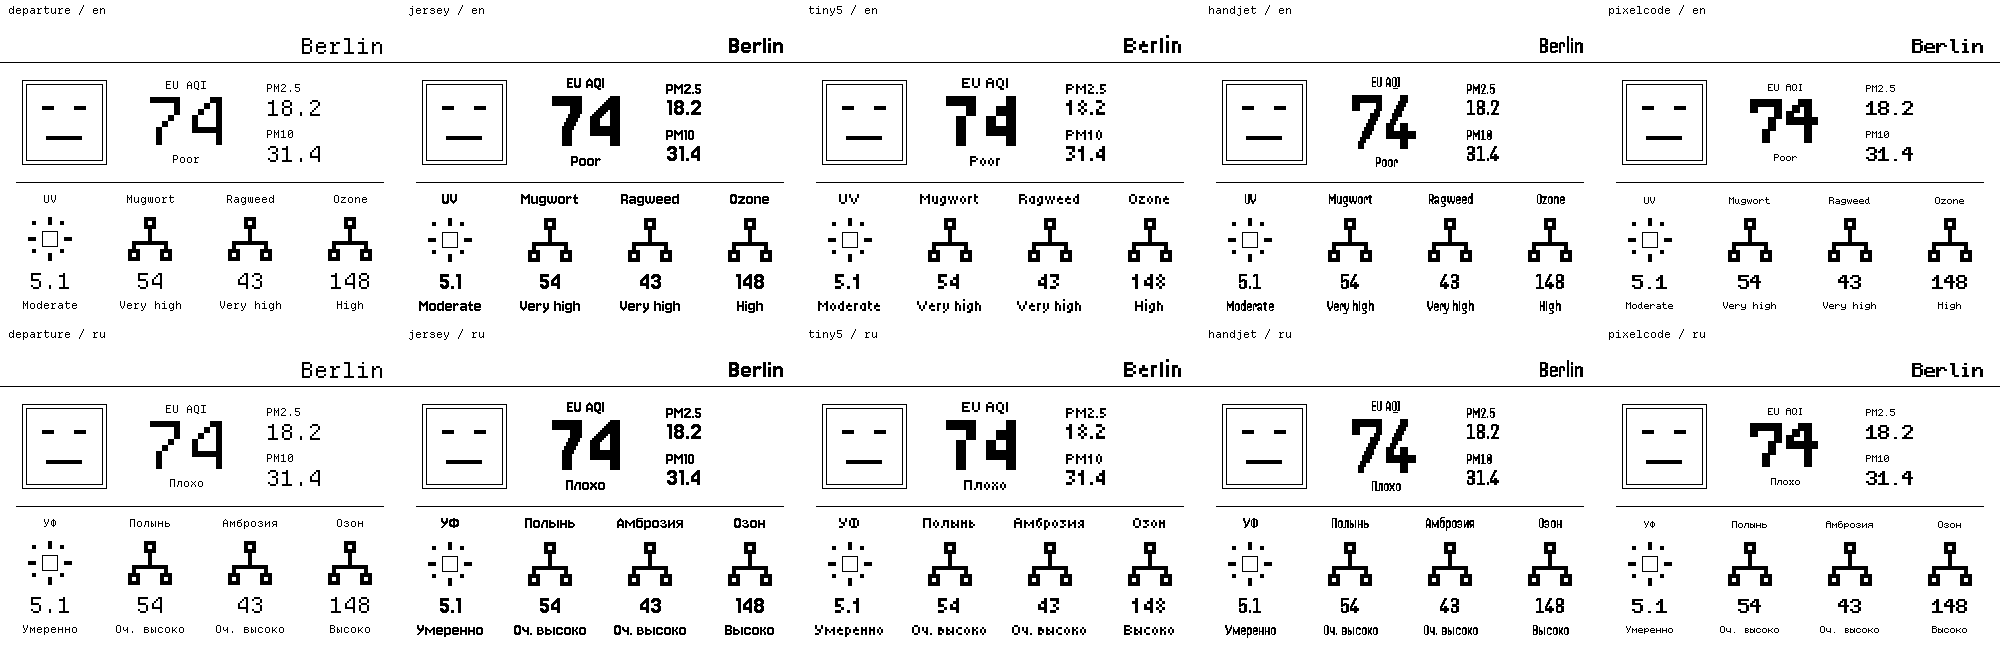 departure / en
jersey / en
tiny5 / en
handjet / en
pixelcode / en
Berlin Berlin Berlin Berlin Berlin
EU AQI PM2.5 EU AQI PM2.5 EU AQI PM2.5 EU AQI PM2.5 EU AQI PM2.5
74 18.2 74 18.2 74 18.2 74 18.2 74 18.2
PM10 PM10 PM10 PM10 PM10
Poor 31.4 Poor 31.4 Poor 31.4 Poor 31.4 Poor 31.4
UV Mugwort Ragweed Ozone UV Mugwort Ragweed Ozone UV Mugwort Ragweed Ozone UV Mugwort Ragweed Ozone UV Mugwort Ragweed Ozone
5.1 54 43 148 5.1 54 43 148 5.1 54 43 148 5.1 54 43 148 5.1 54 43 148
Moderate Very high Very high High Moderate Very high Very high High Moderate Very high Very high High Moderate Very high Very high High Moderate Very high Very high High
departure / ru
jersey / ru
tiny5 / ru
handjet / ru
pixelcode / ru
Berlin Berlin Berlin Berlin Berlin
EU AQI PM2.5 EU AQI PM2.5 EU AQI PM2.5 EU AQI PM2.5 EU AQI PM2.5
74 18.2 74 18.2 74 18.2 74 18.2 74 18.2
PM10 PM10 PM10 PM10 PM10
Плохо 31.4 Плохо 31.4 Плохо 31.4 Плохо 31.4 Плохо 31.4
УФ Полынь Амброзия Озон УФ Полынь Амброзия Озон УФ Полынь Амброзия Озон УФ Полынь Амброзия Озон УФ Полынь Амброзия Озон
5.1 54 43 148 5.1 54 43 148 5.1 54 43 148 5.1 54 43 148 5.1 54 43 148
Умеренно Оч. высоко Оч. высоко Высоко Умеренно Оч. высоко Оч. высоко Высоко Умеренно Оч. высоко Оч. высоко Высоко Умеренно Оч. высоко Оч. высоко Высоко Умеренно Оч. высоко Оч. высоко Высоко